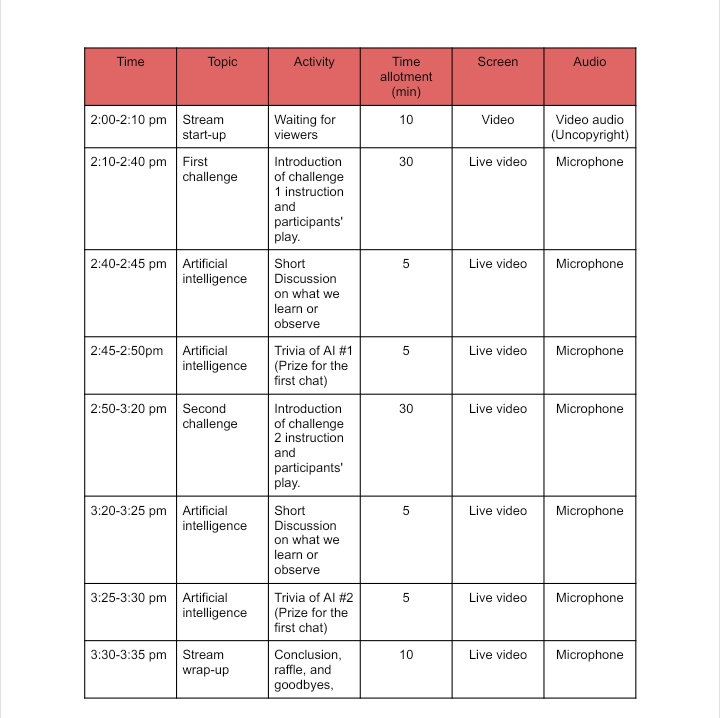 Time Topic Activity Time allotment (min) Screen Audio
2:00-2:10 pm Stream start-up Waiting for viewers 10 Video Video audio (Uncopyright)
2:10-2:40 pm First challenge Introduction of challenge 1 instruction and participants' play. 30 Live video Microphone
2:40-2:45 pm Artificial intelligence Short Discussion on what we learn or observe 5 Live video Microphone
2:45-2:50pm Artificial intelligence Trivia of AI #1 (Prize for the first chat) 5 Live video Microphone
2:50-3:20 pm Second challenge Introduction of challenge 2 instruction and participants' play. 30 Live video Microphone
3:20-3:25 pm Artificial intelligence Short Discussion on what we learn or observe 5 Live video Microphone
3:25-3:30 pm Artificial intelligence Trivia of AI #2 (Prize for the first chat) 5 Live video Microphone
3:30-3:35 pm Stream wrap-up Conclusion, raffle, and goodbyes, 10 Live video Microphone